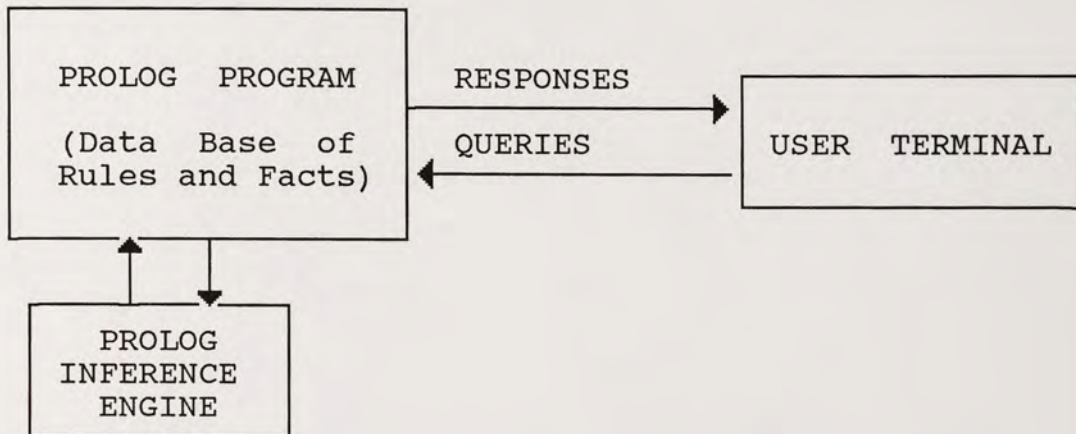 PROLOG PROGRAM
(Data Base of
Rules and Facts)
RESPONSES
QUERIES
USER TERMINAL
PROLOG
INFERENCE
ENGINE